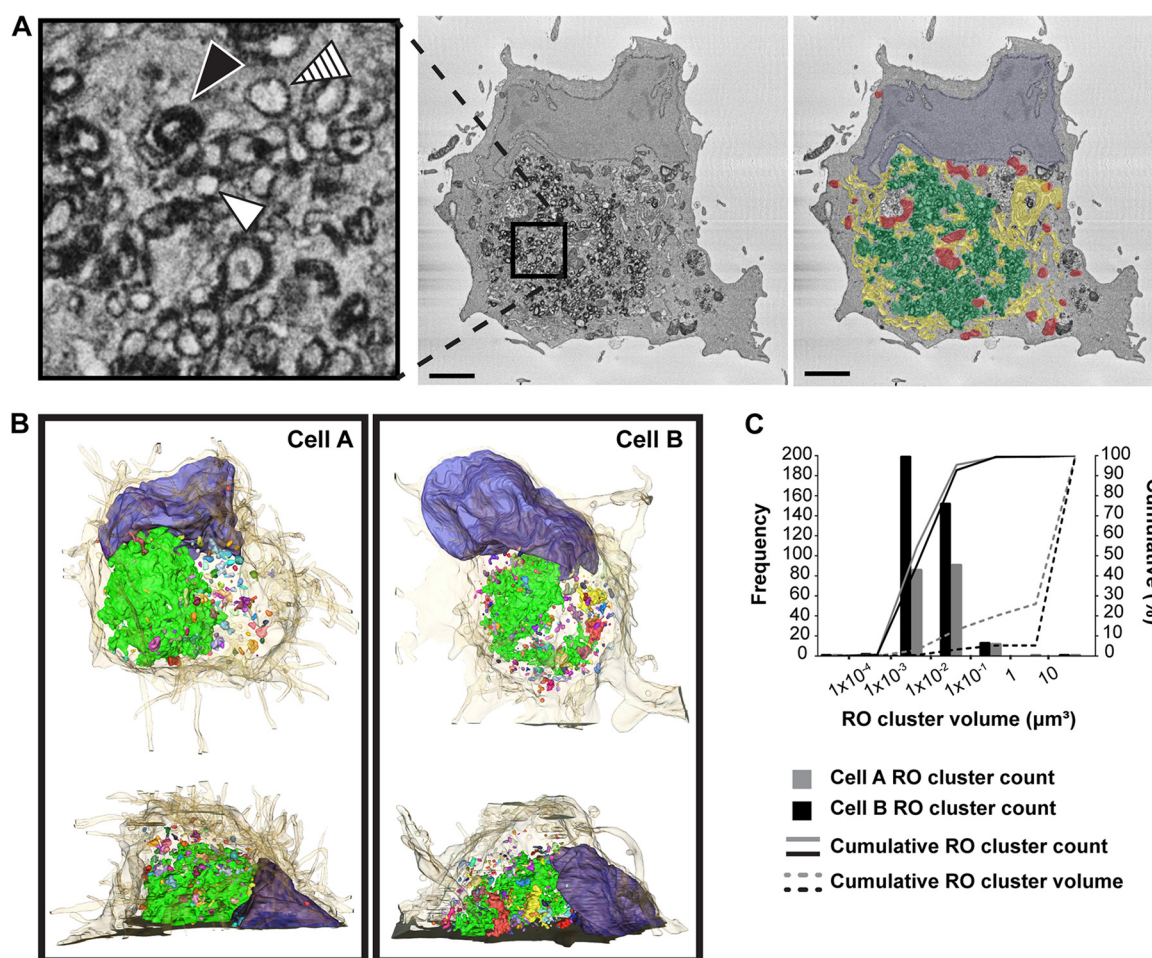 A
B
Cell A
Cell B
C
200
180
160
140
120
100
80
60
40
20
0
Frequency
100
90
80
70
60
50
40
30
20
10
0
Cumulative (%)
1x10⁻⁴
1x10⁻³
1x10⁻²
1x10⁻¹
1
10
RO cluster volume (µm³)
Cell A RO cluster count
Cell B RO cluster count
Cumulative RO cluster count
Cumulative RO cluster volume